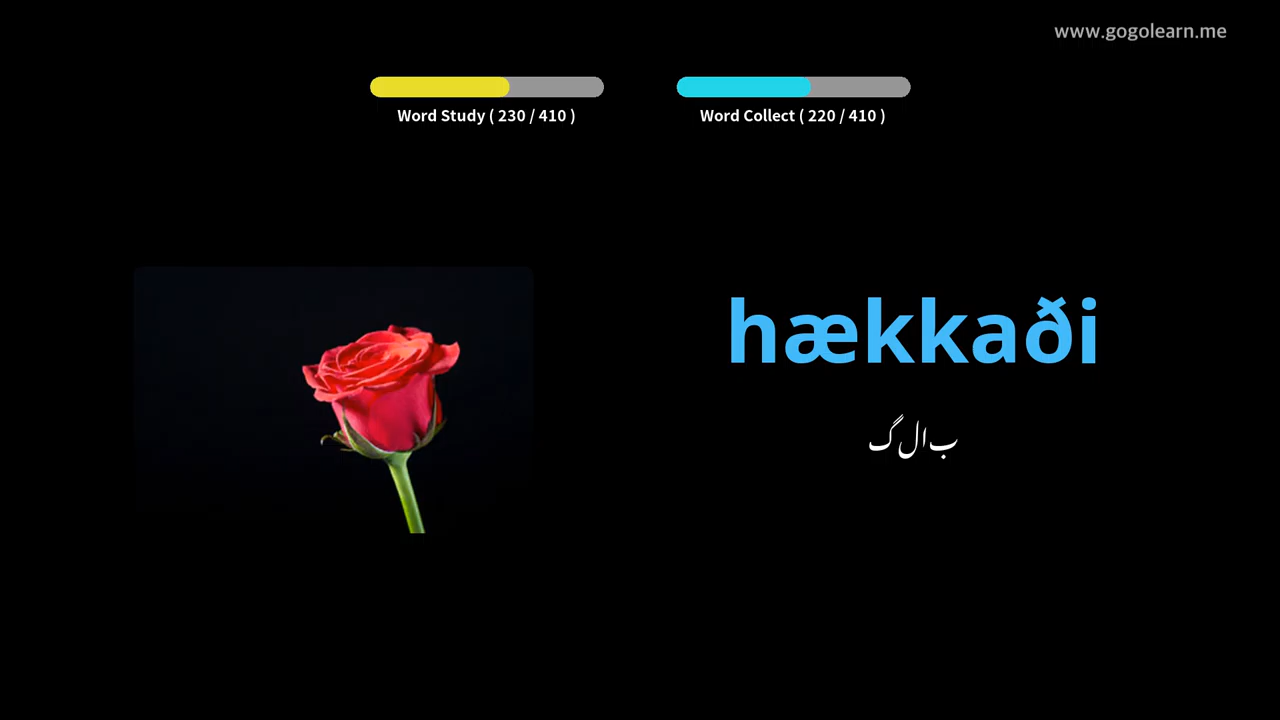 www.gogolearn.me
Word Study ( 230 / 410 )
Word Collect ( 220 / 410 )
hækkaði
ب‌ال گ